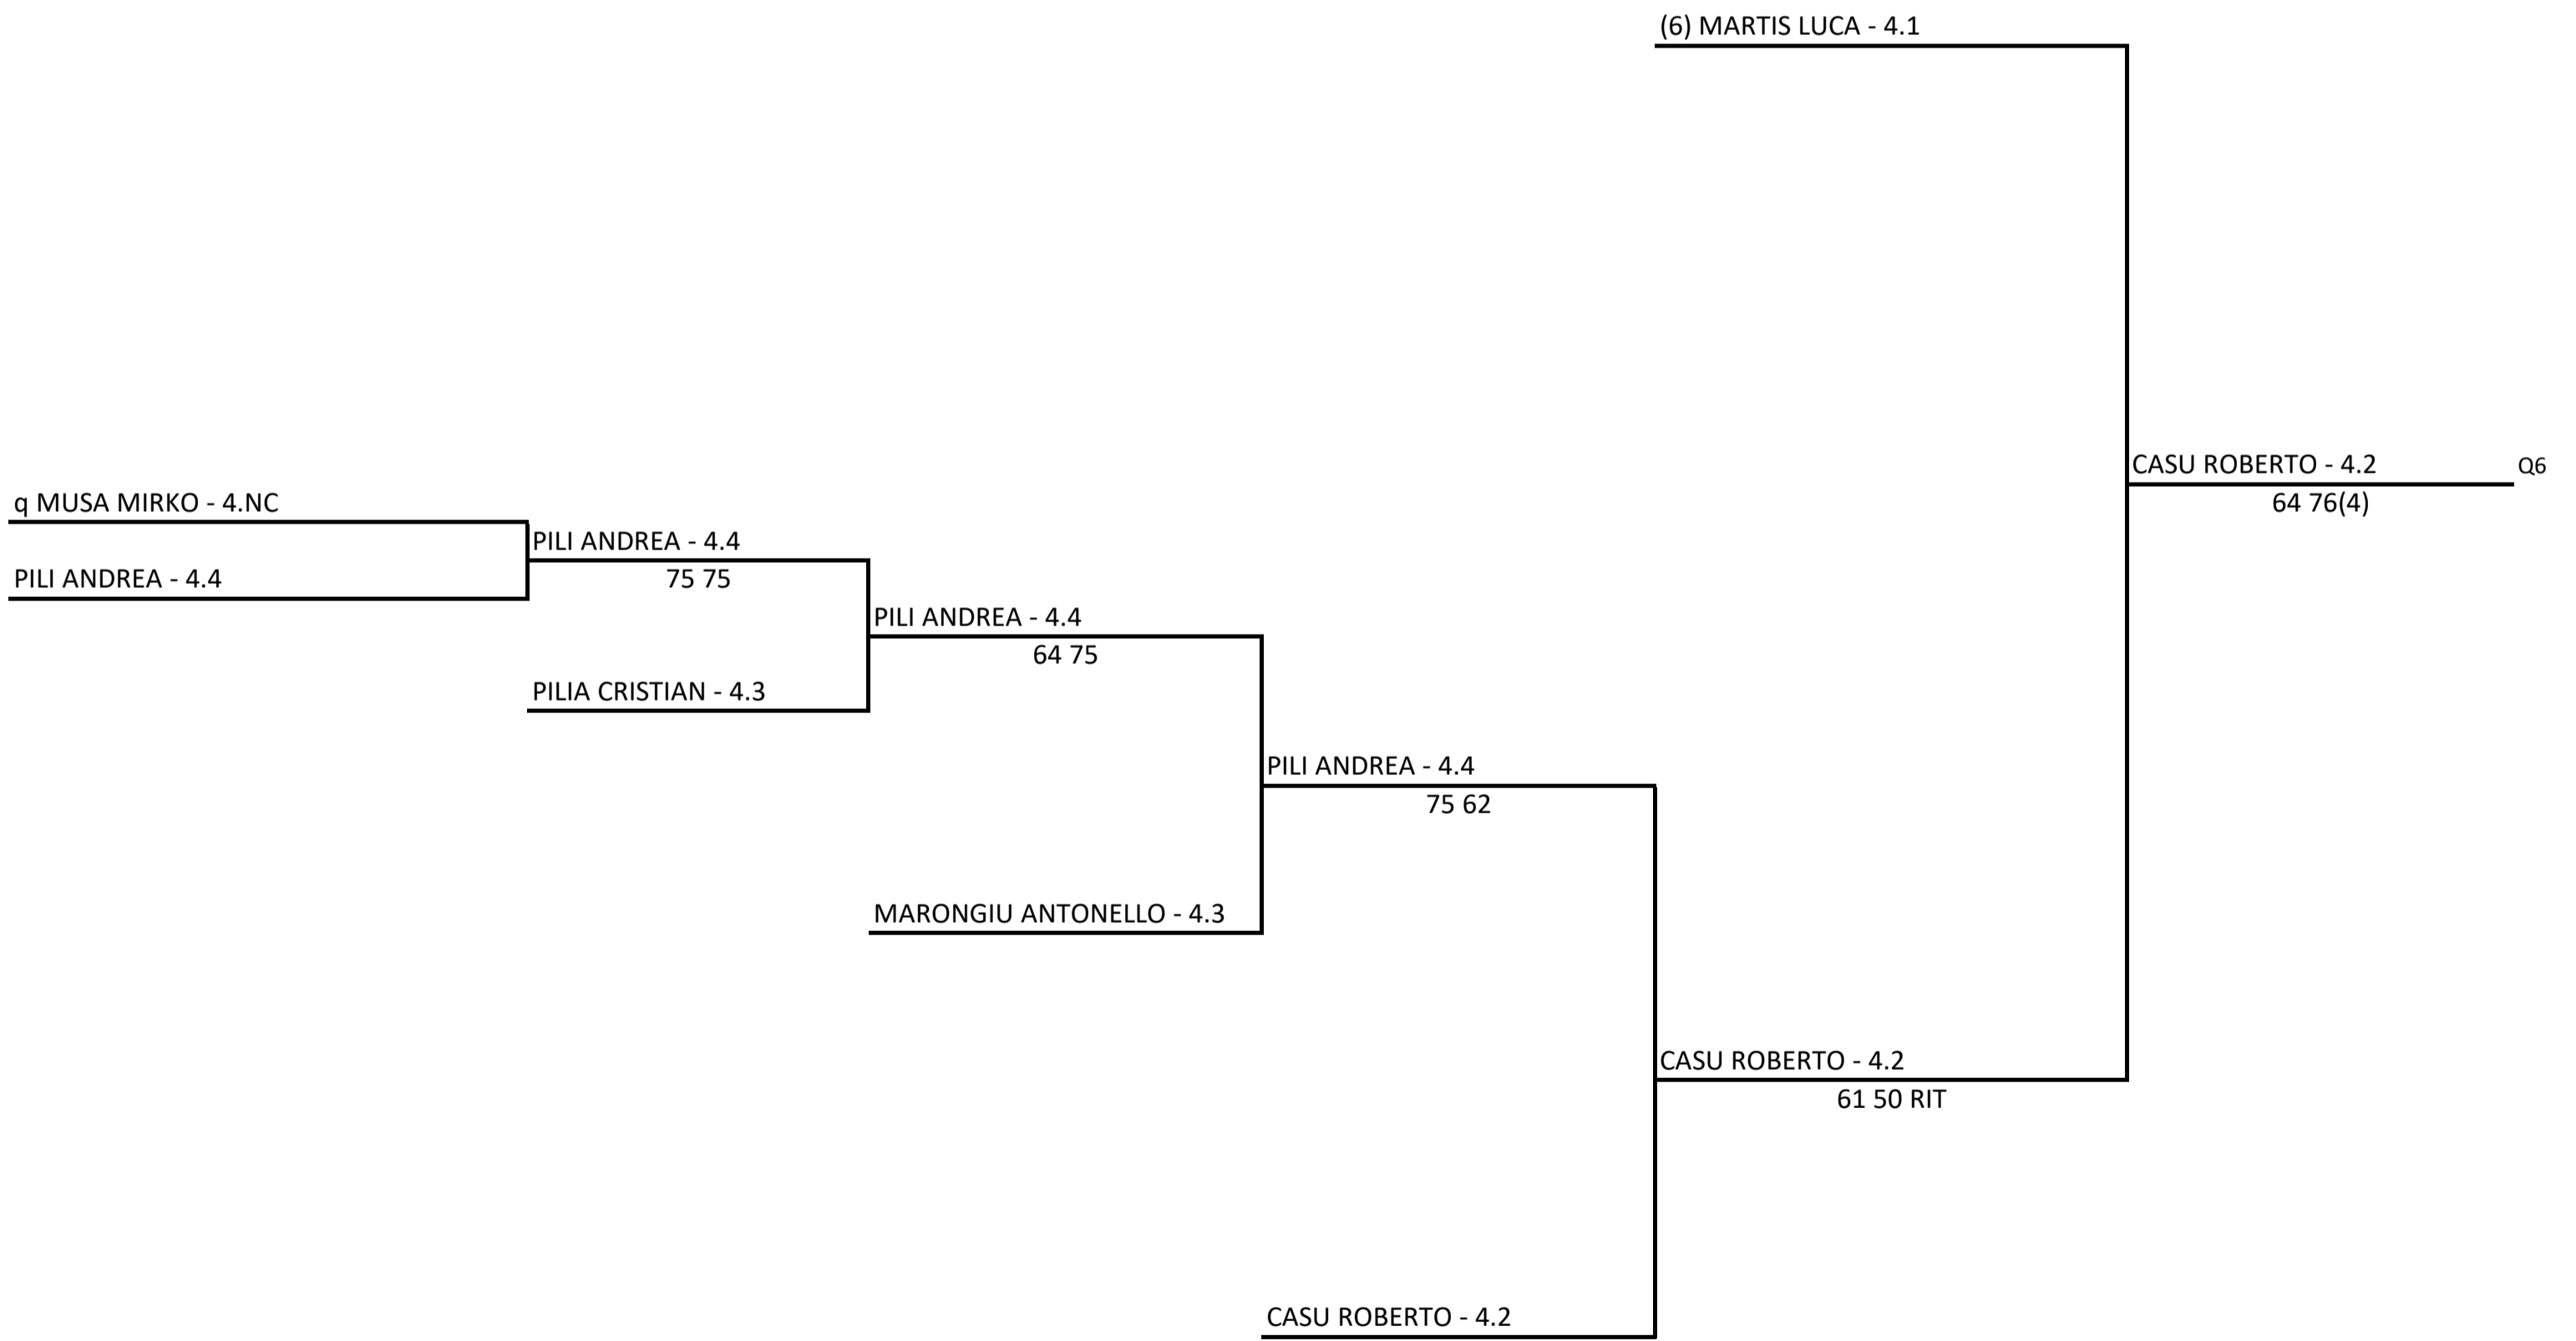 (6) MARTIS LUCA - 4.1
CASU ROBERTO - 4.2
Q6
64 76(4)
q MUSA MIRKO - 4.NC
PILI ANDREA - 4.4
75 75
PILI ANDREA - 4.4
PILI ANDREA - 4.4
64 75
PILIA CRISTIAN - 4.3
PILI ANDREA - 4.4
75 62
MARONGIU ANTONELLO - 4.3
CASU ROBERTO - 4.2
61 50 RIT
CASU ROBERTO - 4.2